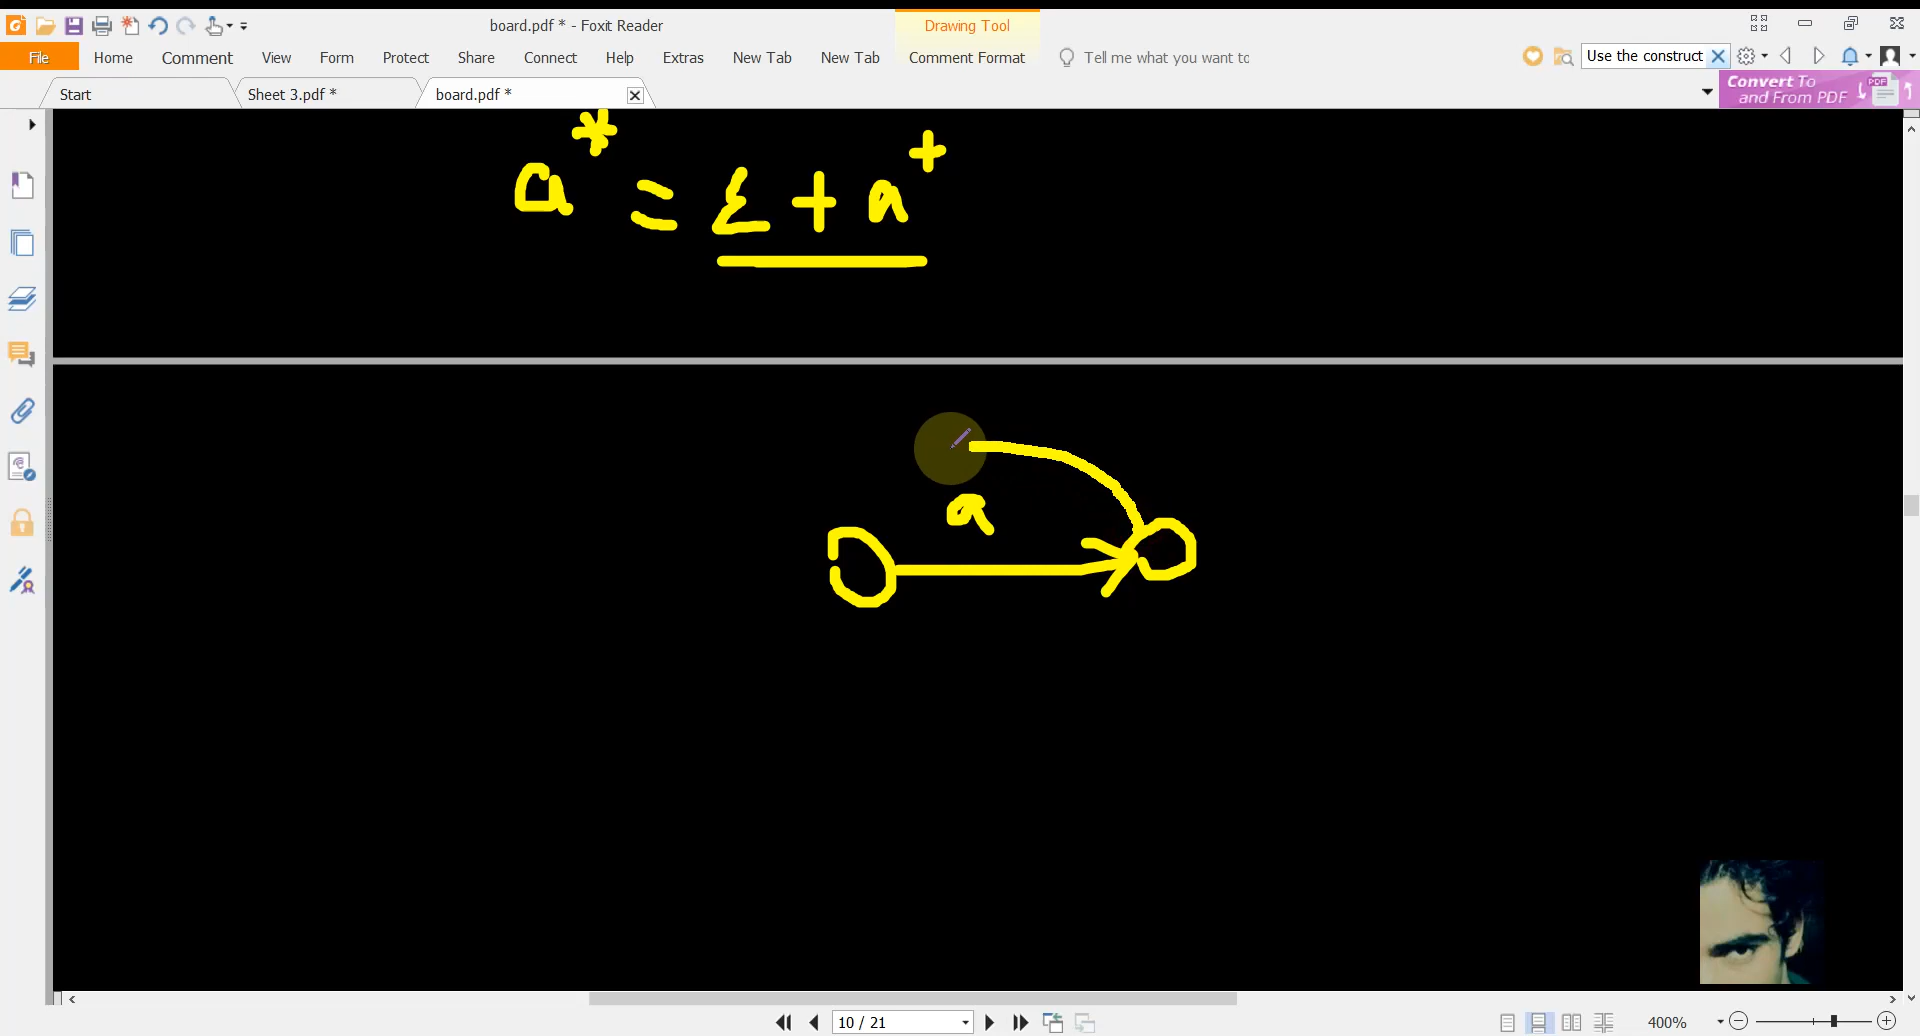 board.pdf * - Foxit Reader
Drawing Tool
File Home Comment View Form Protect Share Connect Help Extras New Tab New Tab Comment Format Tell me what you want to Use the construct
Start Sheet 3.pdf * board.pdf *
Convert To
and From PDF
PDF
a* = Σ + a+
a
10 / 21
400%